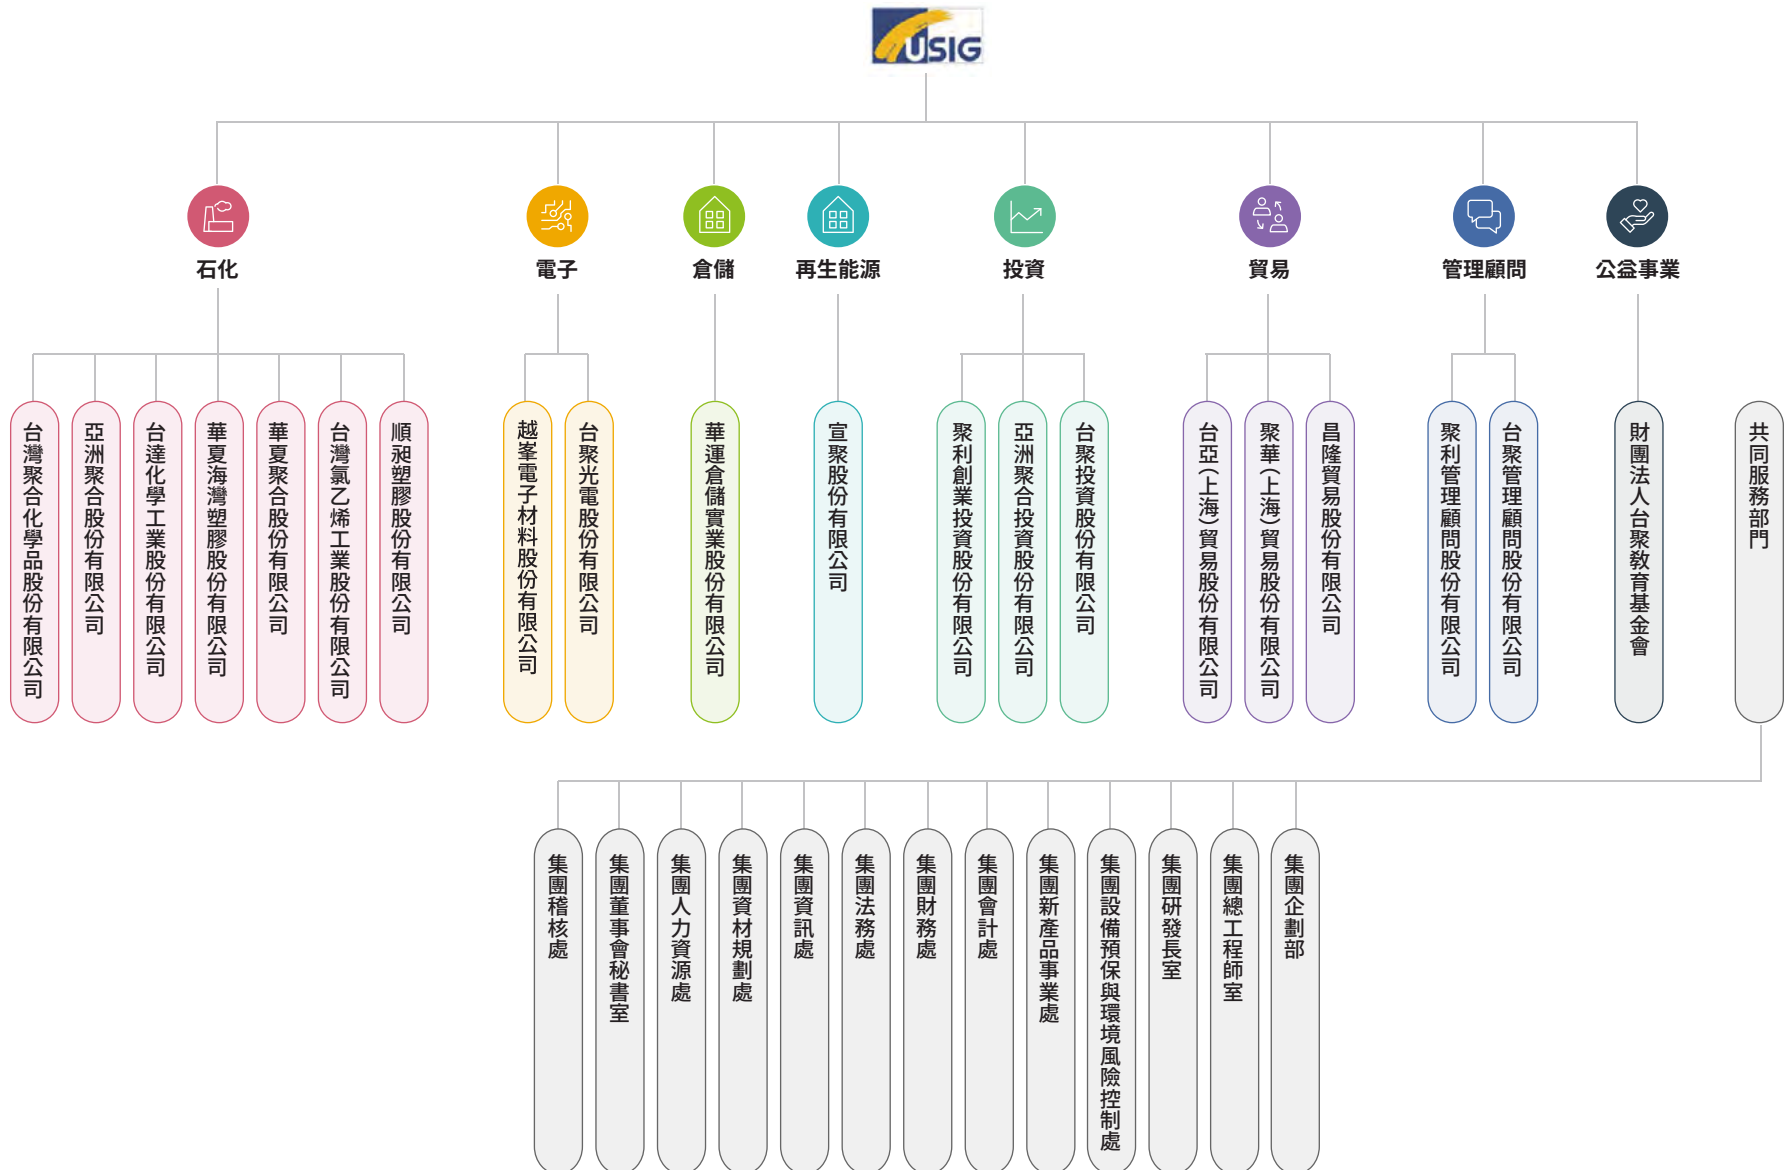 USIG
石化
電子
倉儲
再生能源
投資
貿易
管理顧問
公益事業
台灣聚合化學品股份有限公司
亞洲聚合股份有限公司
台達化學工業股份有限公司
華夏海灣塑膠股份有限公司
華夏聚合股份有限公司
台灣氯乙烯工業股份有限公司
順昶塑膠股份有限公司
越峯電子材料股份有限公司
台聚光電股份有限公司
華運倉儲實業股份有限公司
宣聚股份有限公司
聚利創業投資股份有限公司
亞洲聚合投資股份有限公司
台聚投資股份有限公司
台亞(上海)貿易股份有限公司
聚華(上海)貿易股份有限公司
昌隆貿易股份有限公司
聚利管理顧問股份有限公司
台聚管理顧問股份有限公司
財團法人台聚教育基金會
共同服務部門
集團稽核處
集團董事會秘書室
集團人力資源處
集團資材規劃處
集團資訊處
集團法務處
集團財務處
集團會計處
集團新產品事業處
集團設備預保與環境風險控制處
集團研發長室
集團總工程師室
集團企劃部